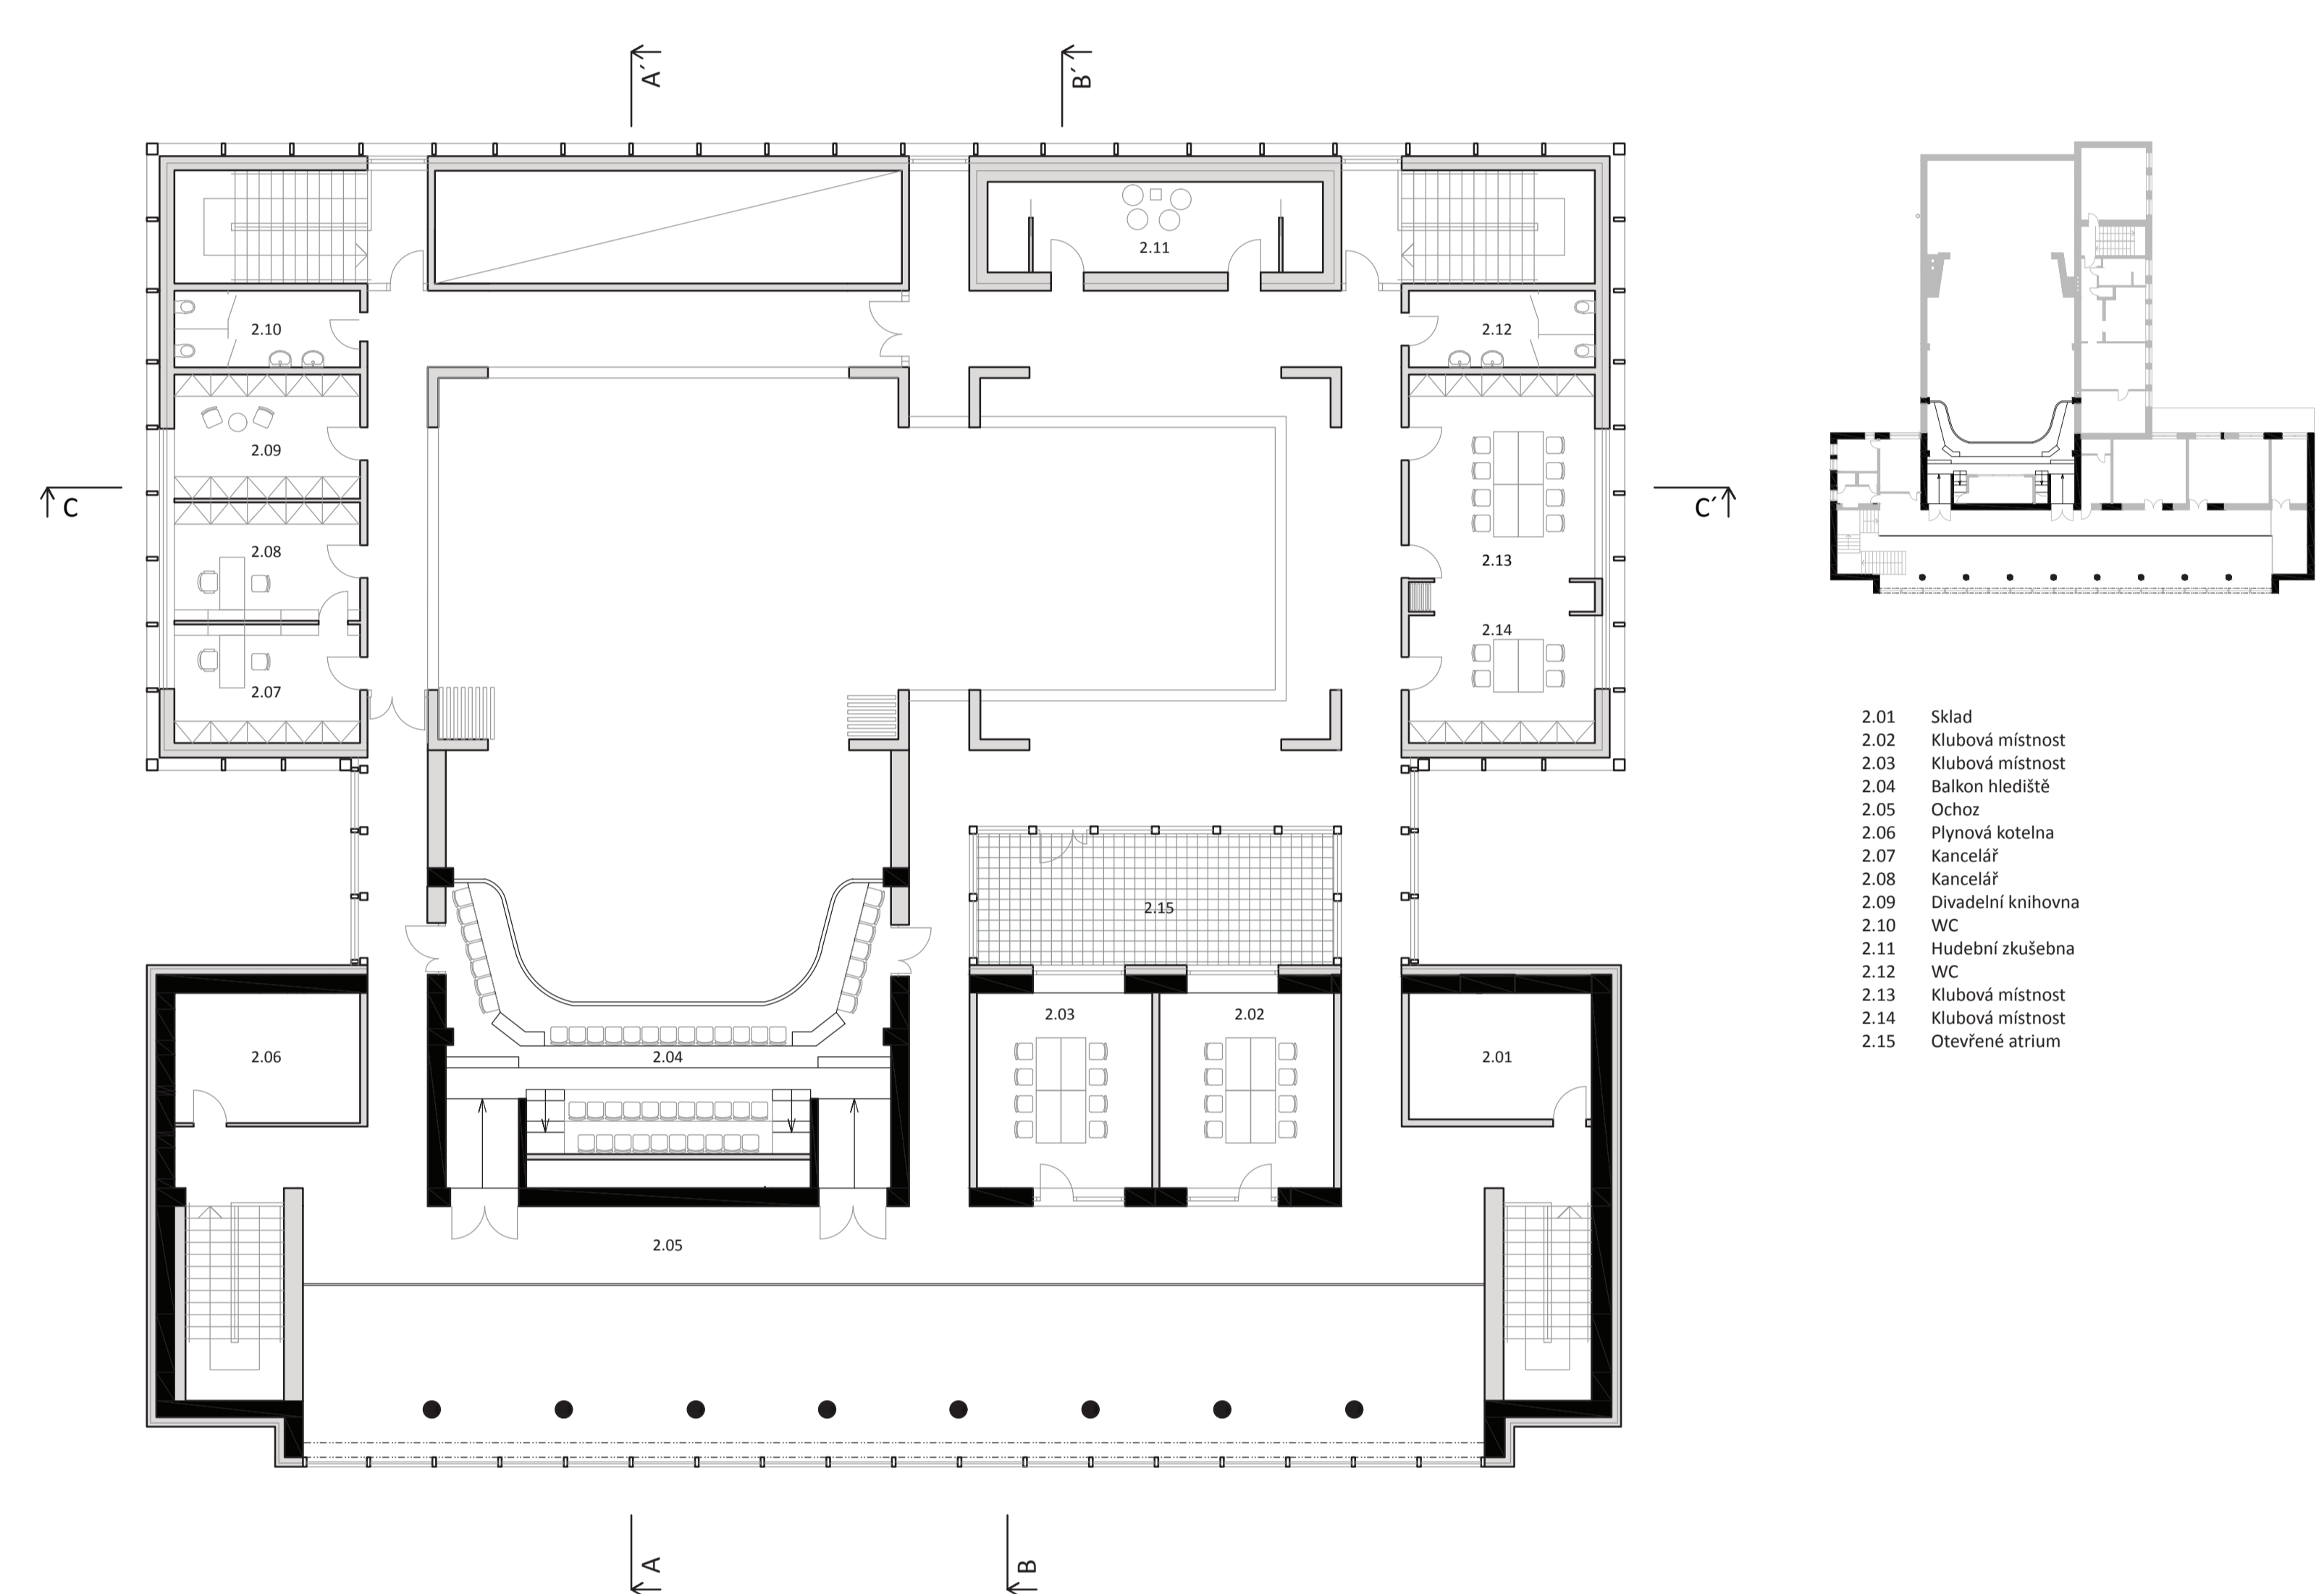 A´
B´
2.11
2.10
2.12
2.09
C
C´
2.08
2.13
2.14
2.07
2.15
2.03
2.02
2.06
2.04
2.01
2.05
A
B
2.01 Sklad
2.02 Klubová místnost
2.03 Klubová místnost
2.04 Balkon hlediště
2.05 Ochoz
2.06 Plynová kotelna
2.07 Kancelář
2.08 Kancelář
2.09 Divadelní knihovna
2.10 WC
2.11 Hudební zkušebna
2.12 WC
2.13 Klubová místnost
2.14 Klubová místnost
2.15 Otevřené atrium